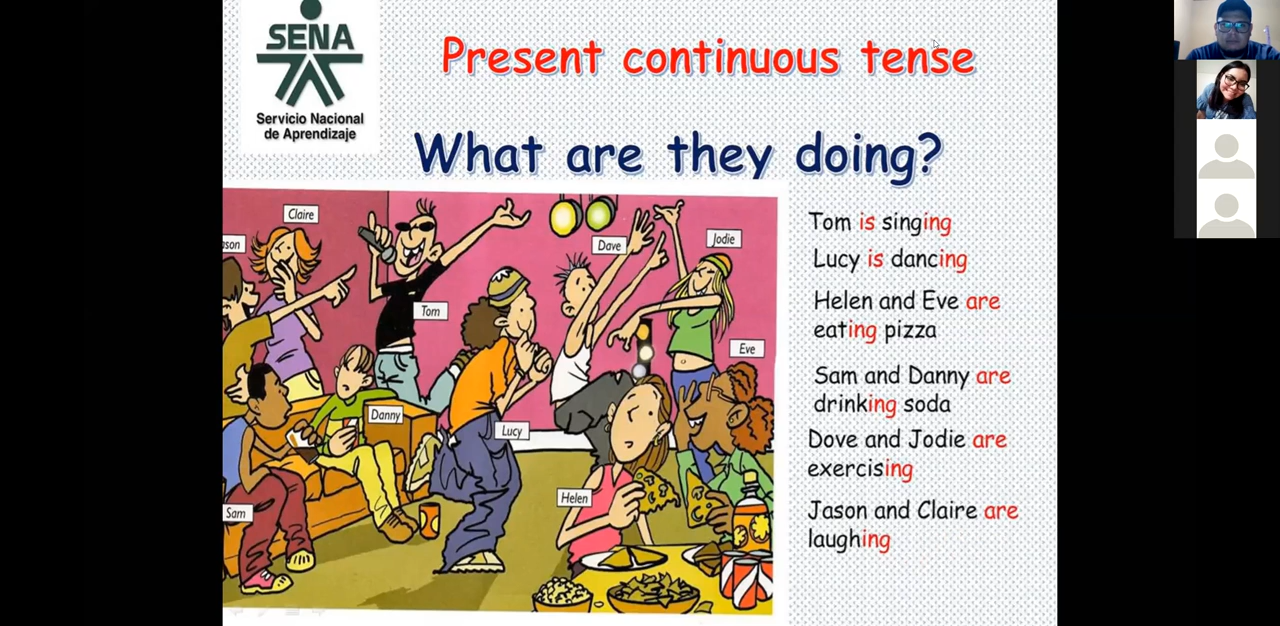 SENA
Servicio Nacional
de Aprendizaje
Present continuous tense
What are they doing?
Claire
ason
Tom
Dave
Jodie
Eve
Danny
Lucy
Helen
Sam
Tom is singing
Lucy is dancing
Helen and Eve are
eating pizza
Sam and Danny are
drinking soda
Dove and Jodie are
exercising
Jason and Claire are
laughing